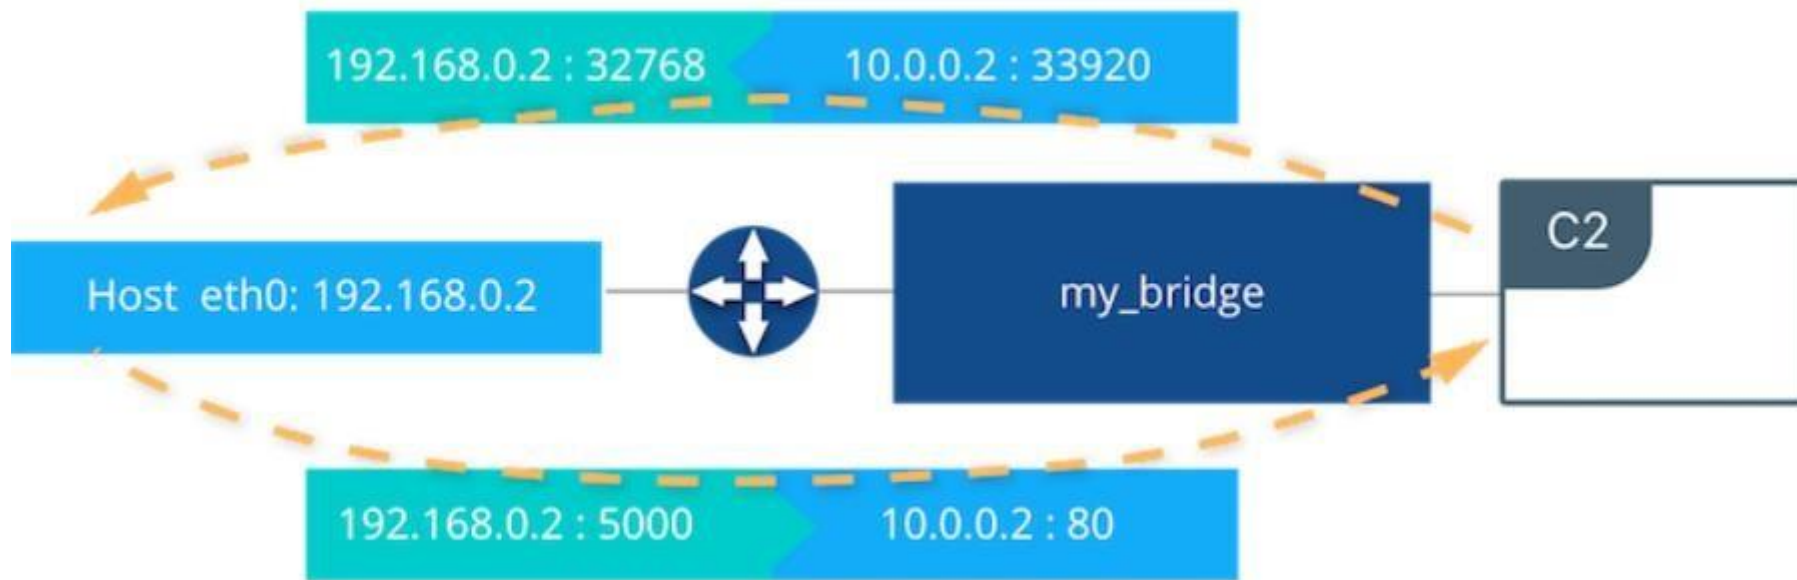 192.168.0.2 : 32768
10.0.0.2 : 33920
C2
Host eth0: 192.168.0.2
my_bridge
192.168.0.2 : 5000
10.0.0.2 : 80